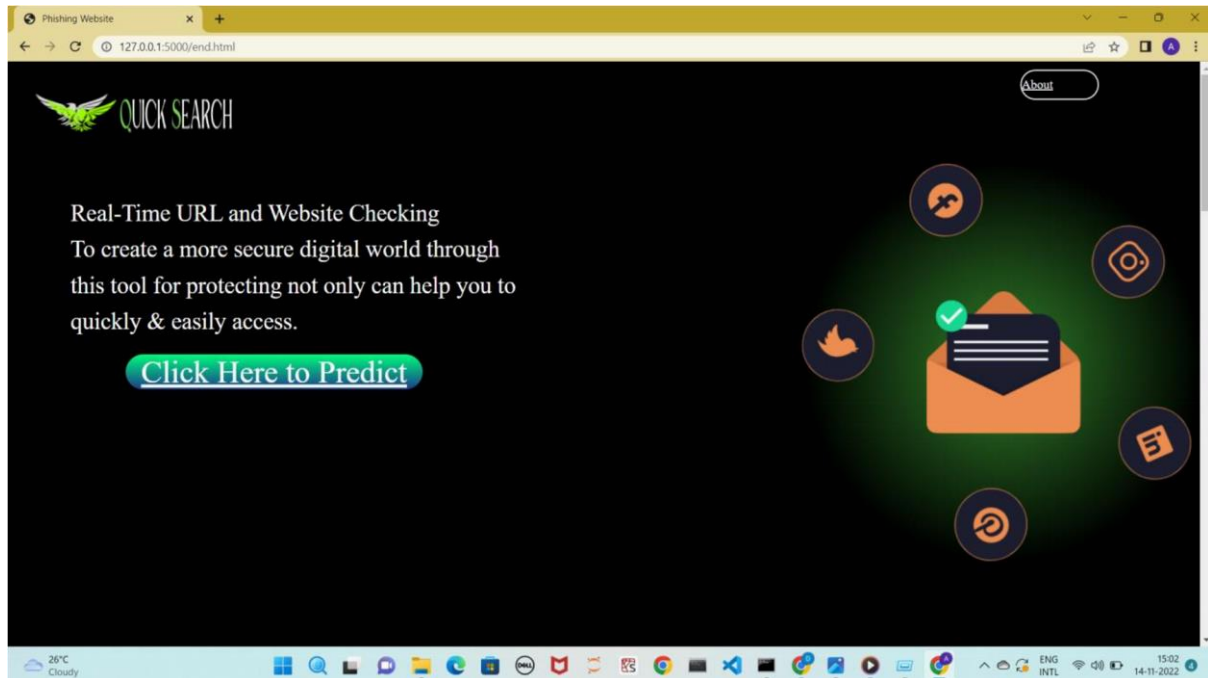 Phishing Website
127.0.0.1:5000/end.html
A
About
QUICK SEARCH
Real-Time URL and Website Checking
To create a more secure digital world through
this tool for protecting not only can help you to
quickly & easily access.
Click Here to Predict
26°C
Cloudy
DELL
ENG
INTL
15:02
14-11-2022
4